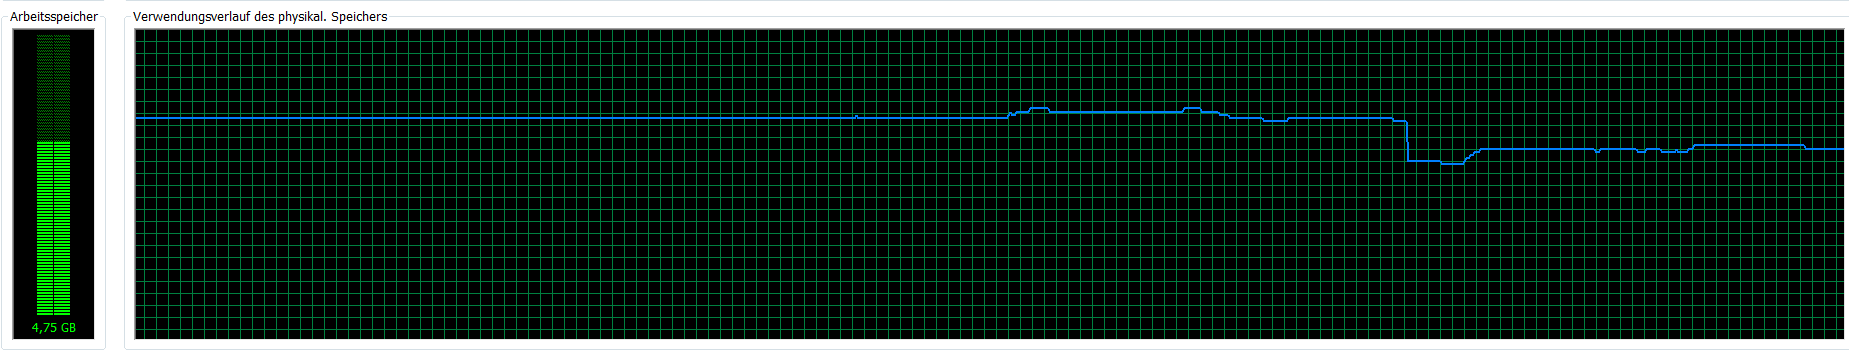 Arbeitsspeicher
Verwendungsverlauf des physikal. Speichers
4,75 GB